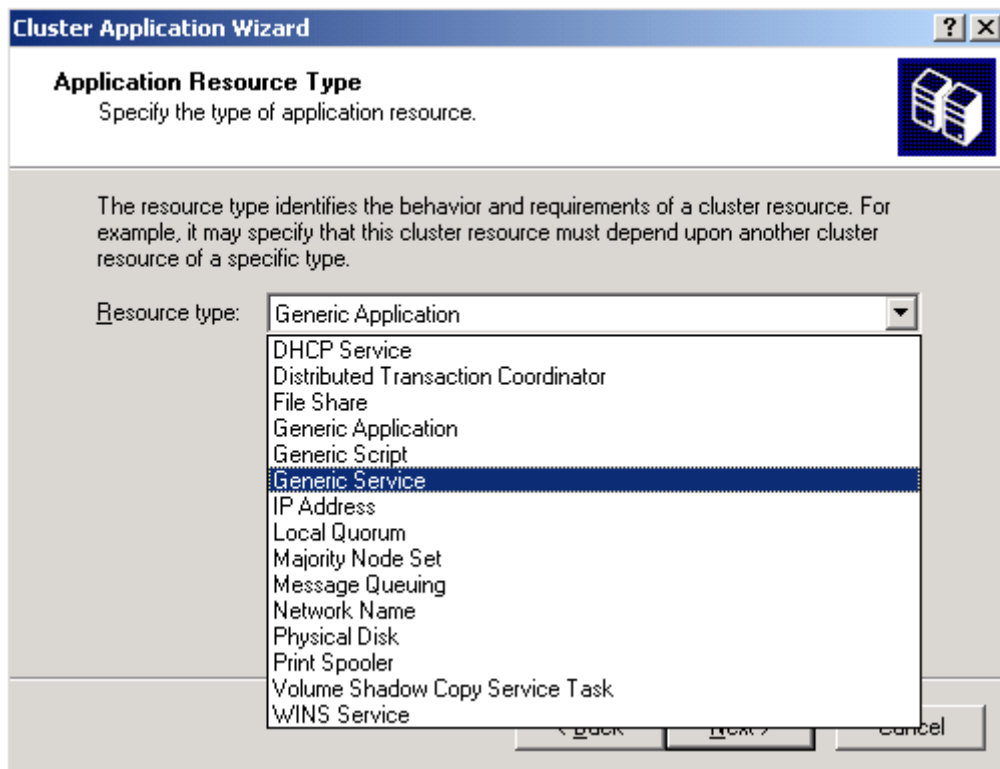 Cluster Application Wizard
Application Resource Type
Specify the type of application resource.
The resource type identifies the behavior and requirements of a cluster resource. For
example, it may specify that this cluster resource must depend upon another cluster
resource of a specific type.
Resource type: Generic Application
DHCP Service
Distributed Transaction Coordinator
File Share
Generic Application
Generic Script
Generic Service
IP Address
Local Quorum
Majority Node Set
Message Queuing
Network Name
Physical Disk
Print Spooler
Volume Shadow Copy Service Task
WINS Service
< Back Next > Cancel